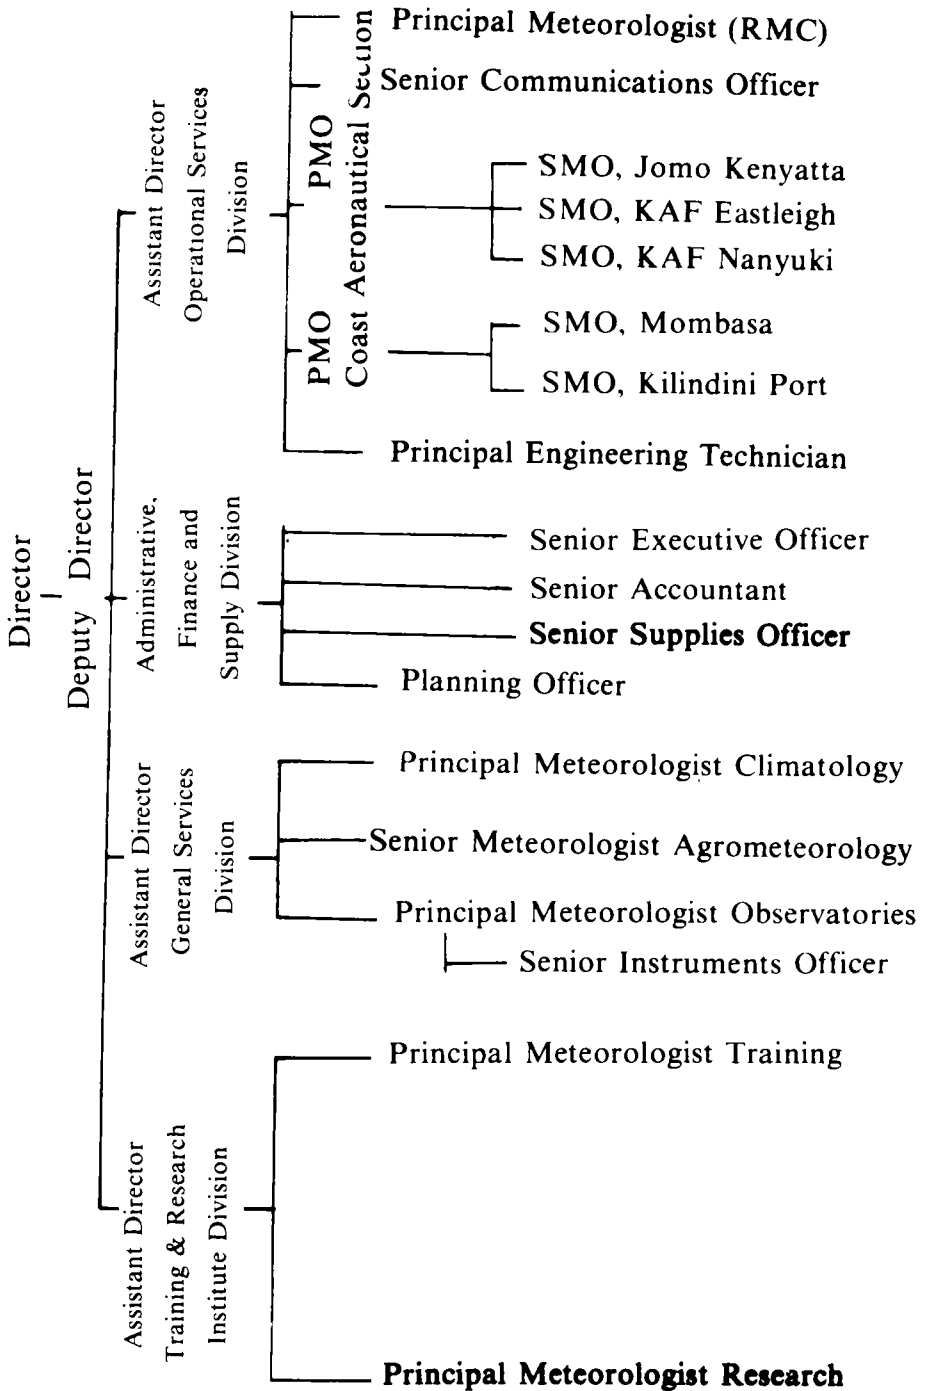 Director
Deputy Director
Assistant Director
Operational Services
Division
Principal Meteorologist (RMC)
Senior Communications Officer
PMO
Aeronautical Section
SMO, Jomo Kenyatta
SMO, KAF Eastleigh
SMO, KAF Nanyuki
PMO
Coast
SMO, Mombasa
SMO, Kilindini Port
Principal Engineering Technician
Administrative,
Finance and
Supply Division
Senior Executive Officer
Senior Accountant
Senior Supplies Officer
Planning Officer
Assistant Director
General Services
Division
Principal Meteorologist Climatology
Senior Meteorologist Agrometeorology
Principal Meteorologist Observatories
Senior Instruments Officer
Assistant Director
Training & Research
Institute Division
Principal Meteorologist Training
Principal Meteorologist Research